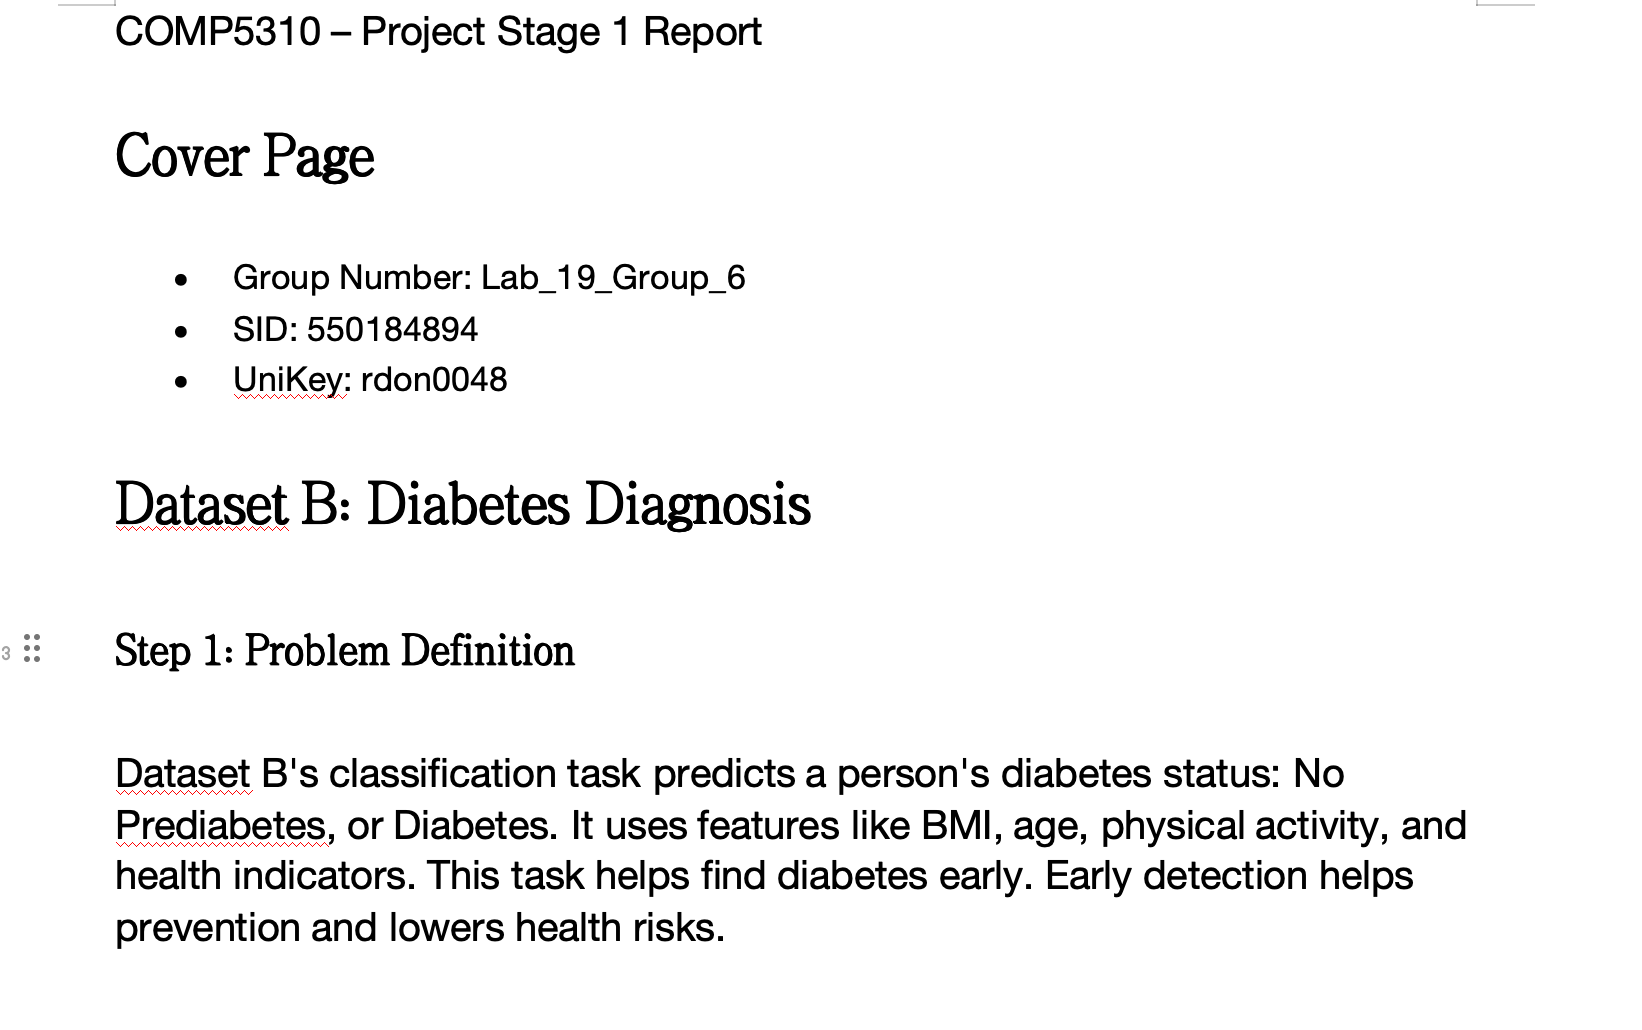 COMP5310 – Project Stage 1 Report
Cover Page
• Group Number: Lab_19_Group_6
• SID: 550184894
• UniKey: rdon0048
Dataset B: Diabetes Diagnosis
3
Step 1: Problem Definition
Dataset B's classification task predicts a person's diabetes status: No
Prediabetes, or Diabetes. It uses features like BMI, age, physical activity, and
health indicators. This task helps find diabetes early. Early detection helps
prevention and lowers health risks.